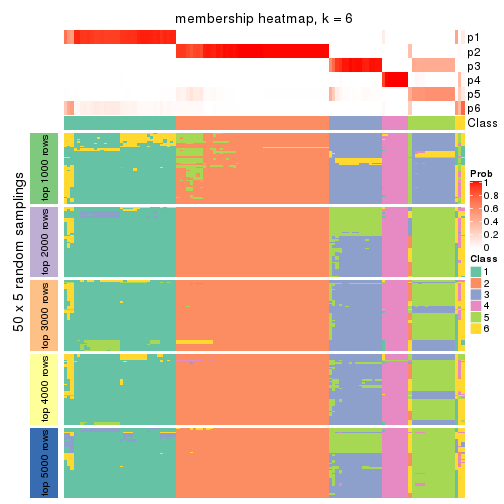 membership heatmap, k = 6
p1
p2
p3
p4
p5
p6
Class
50 x 5 random samplings
top 1000 rows
top 2000 rows
top 3000 rows
top 4000 rows
top 5000 rows
Prob
1
0.8
0.6
0.4
0.2
0
Class
1
2
3
4
5
6